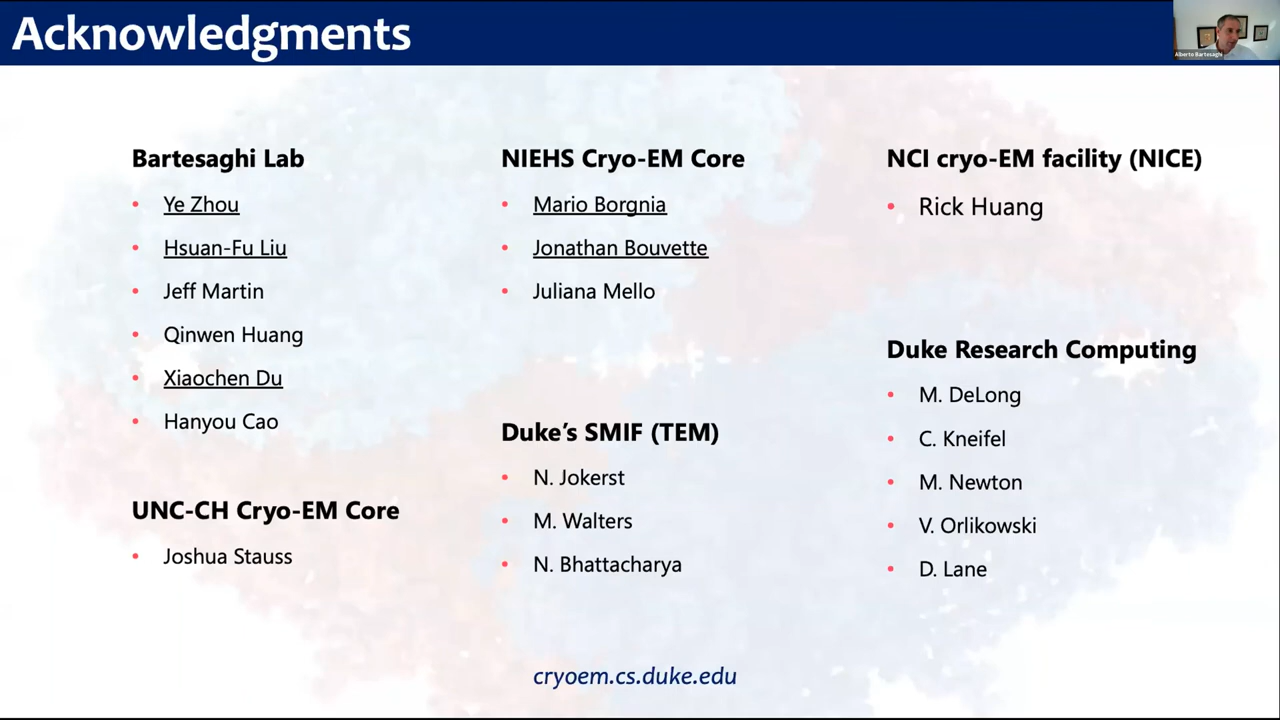 Acknowledgments
Alberto Bartesaghi
Bartesaghi Lab
• Ye Zhou
• Hsuan-Fu Liu
• Jeff Martin
• Qinwen Huang
• Xiaochen Du
• Hanyou Cao
UNC-CH Cryo-EM Core
• Joshua Stauss
NIEHS Cryo-EM Core
• Mario Borgnia
• Jonathan Bouvette
• Juliana Mello
Duke’s SMIF (TEM)
• N. Jokerst
• M. Walters
• N. Bhattacharya
NCI cryo-EM facility (NICE)
• Rick Huang
Duke Research Computing
• M. DeLong
• C. Kneifel
• M. Newton
• V. Orlikowski
• D. Lane
cryoem.cs.duke.edu